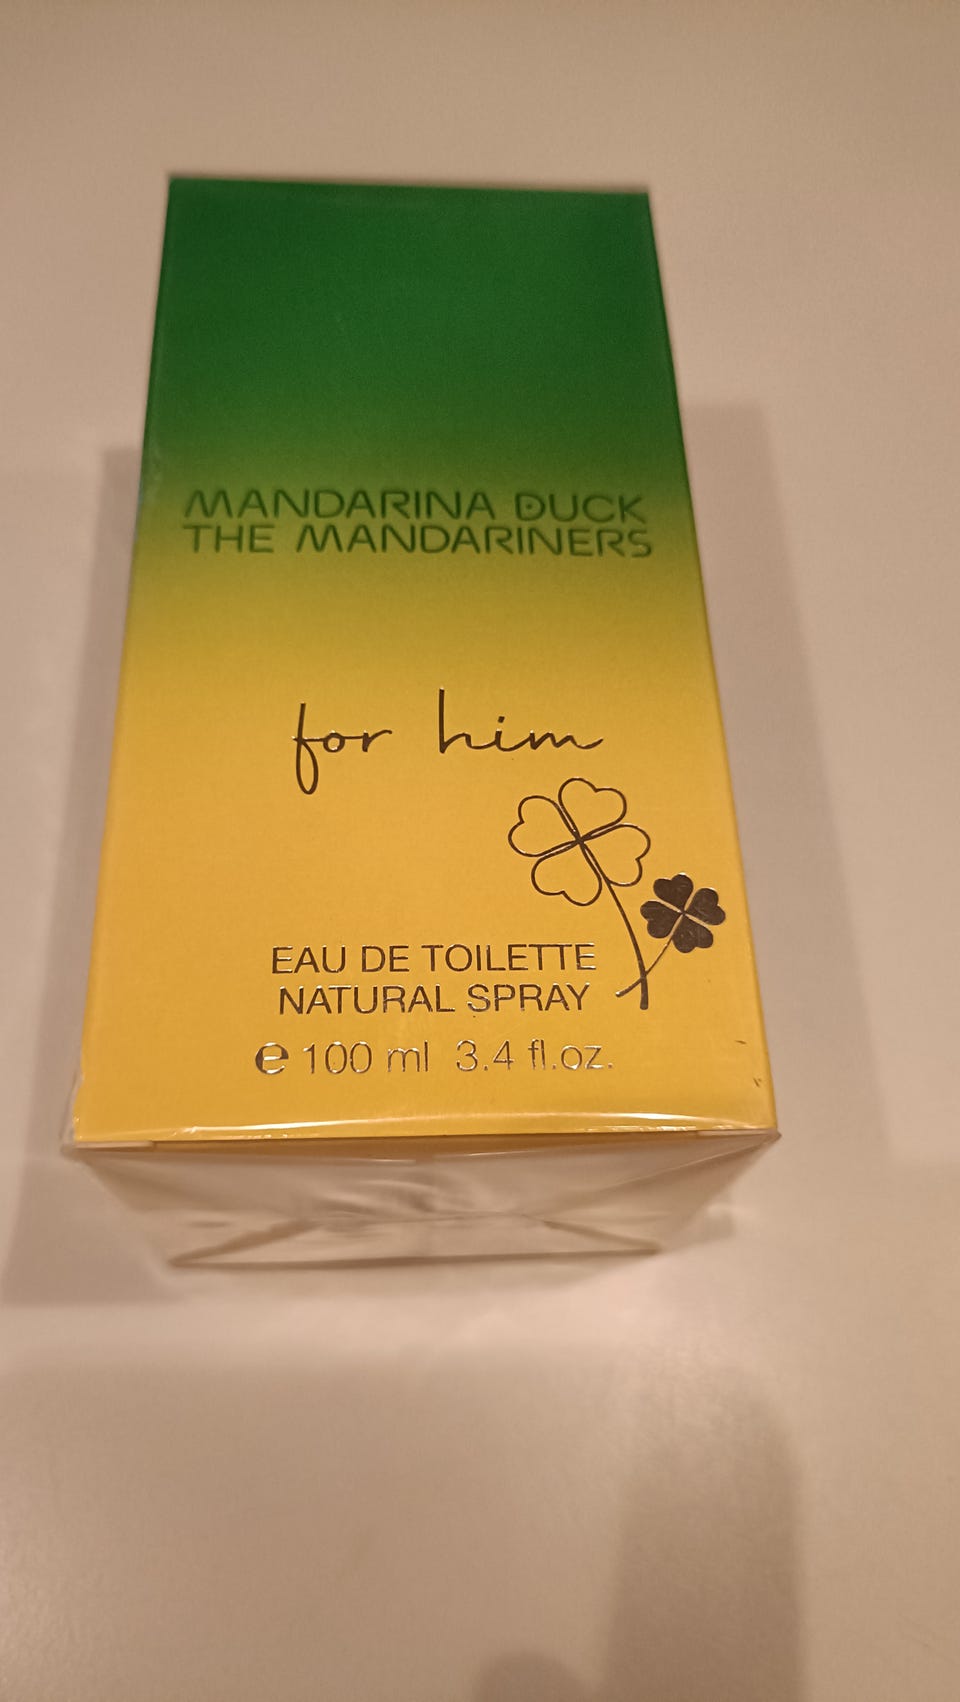 MANDARINA DUCK
THE MANDARINERS
for him
EAU DE TOILETTE
NATURAL SPRAY
℮ 100 ml 3.4 fl.oz.